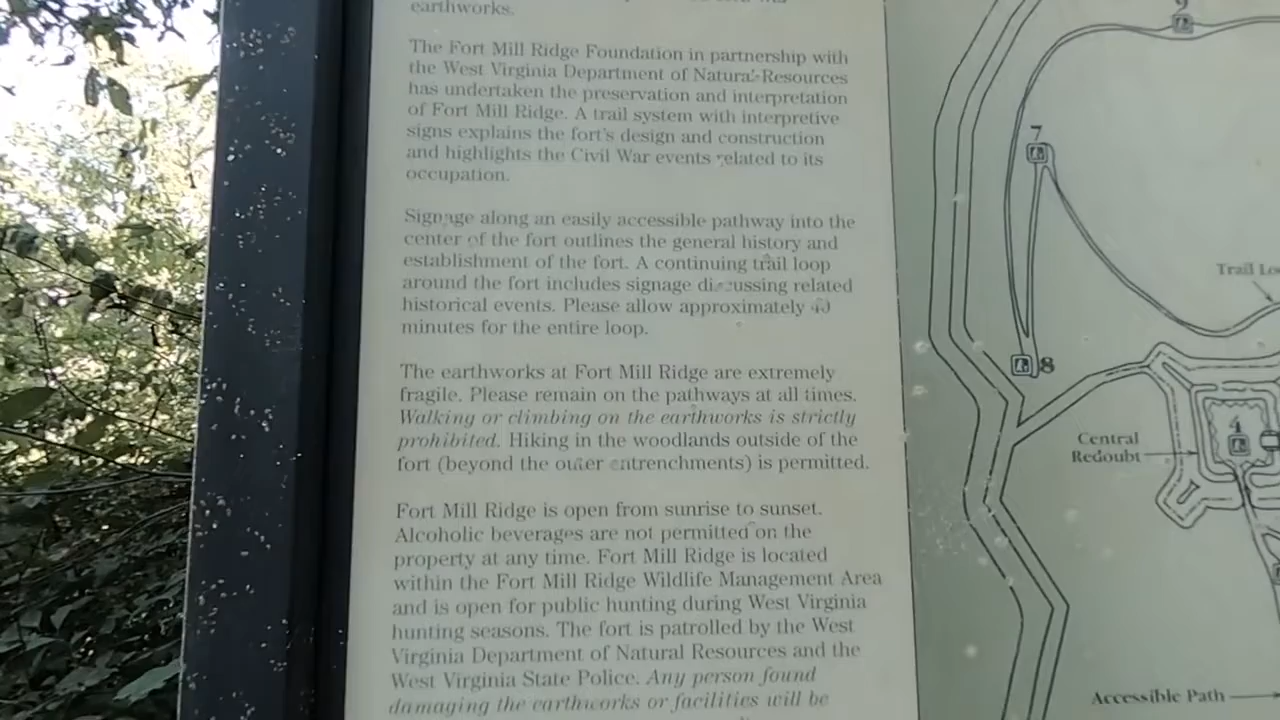 earthworks.
The Fort Mill Ridge Foundation in partnership with
the West Virginia Department of Natural Resources
has undertaken the preservation and interpretation
of Fort Mill Ridge. A trail system with interpretive
signs explains the fort's design and construction
and highlights the Civil War events related to its
occupation.
Signage along an easily accessible pathway into the
center of the fort outlines the general history and
establishment of the fort. A continuing trail loop
around the fort includes signage discussing related
historical events. Please allow approximately
minutes for the entire loop.
The earthworks at Fort Mill Ridge are extremely
fragile. Please remain on the pathways at all times.
Walking or climbing on the earthworks is strictly
prohibited. Hiking in the woodlands outside of the
fort (beyond the outer entrenchments) is permitted.
Fort Mill Ridge is open from sunrise to sunset.
Alcoholic beverages are not permitted on the
property at any time. Fort Mill Ridge is located
within the Fort Mill Ridge Wildlife Management Area
and is open for public hunting during West Virginia
hunting seasons. The fort is patrolled by the West
Virginia Department of Natural Resources and the
West Virginia State Police. Any person found
damaging the earthworks or facilities will be
9
7
Trail Lo
8
4
Central
Redoubt
Accessible Path